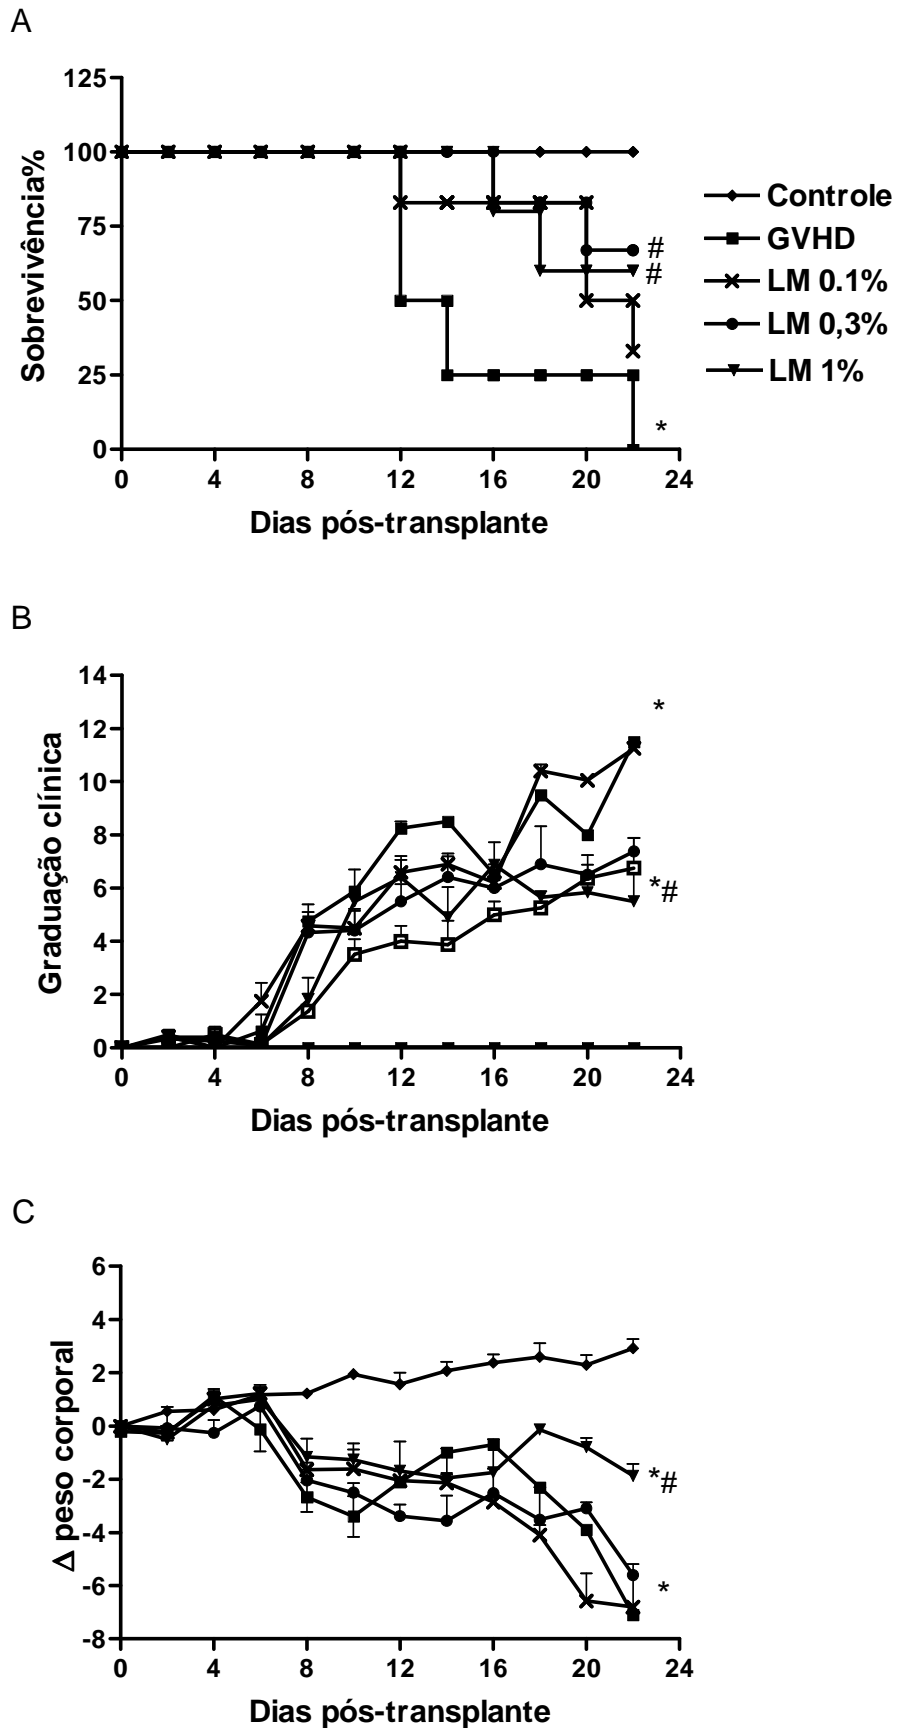 A
Sobrevivência%
125
100
75
50
25
0
0 4 8 12 16 20 24
Dias pós-transplante
#
#
*
Controle
GVHD
LM 0.1%
LM 0,3%
LM 1%
B
Graduação clínica
14
12
10
8
6
4
2
0
0 4 8 12 16 20 24
Dias pós-transplante
*
*#
C
Δ peso corporal
6
4
2
0
-2
-4
-6
-8
0 4 8 12 16 20 24
Dias pós-transplante
*#
*